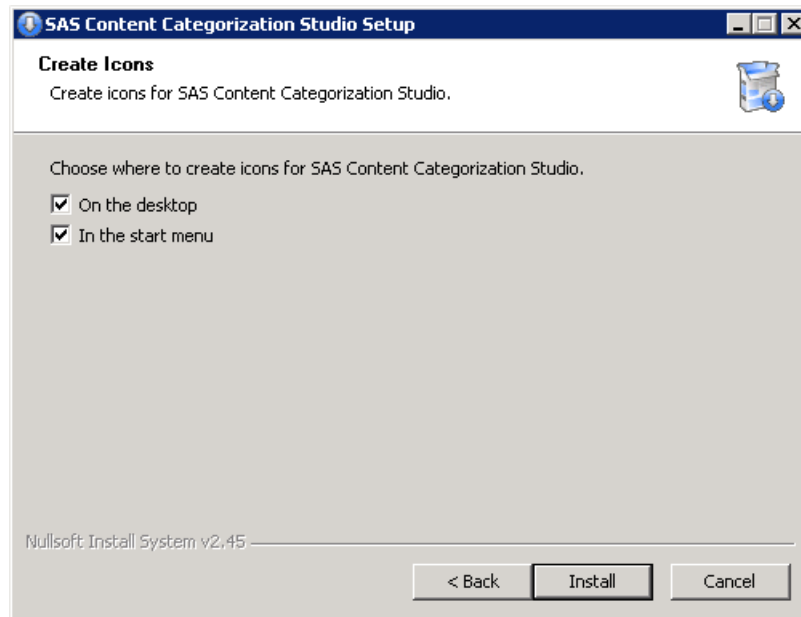 SAS Content Categorization Studio Setup
Create Icons
Create icons for SAS Content Categorization Studio.
Choose where to create icons for SAS Content Categorization Studio.
On the desktop
In the start menu
Nullsoft Install System v2.45
< Back Install Cancel